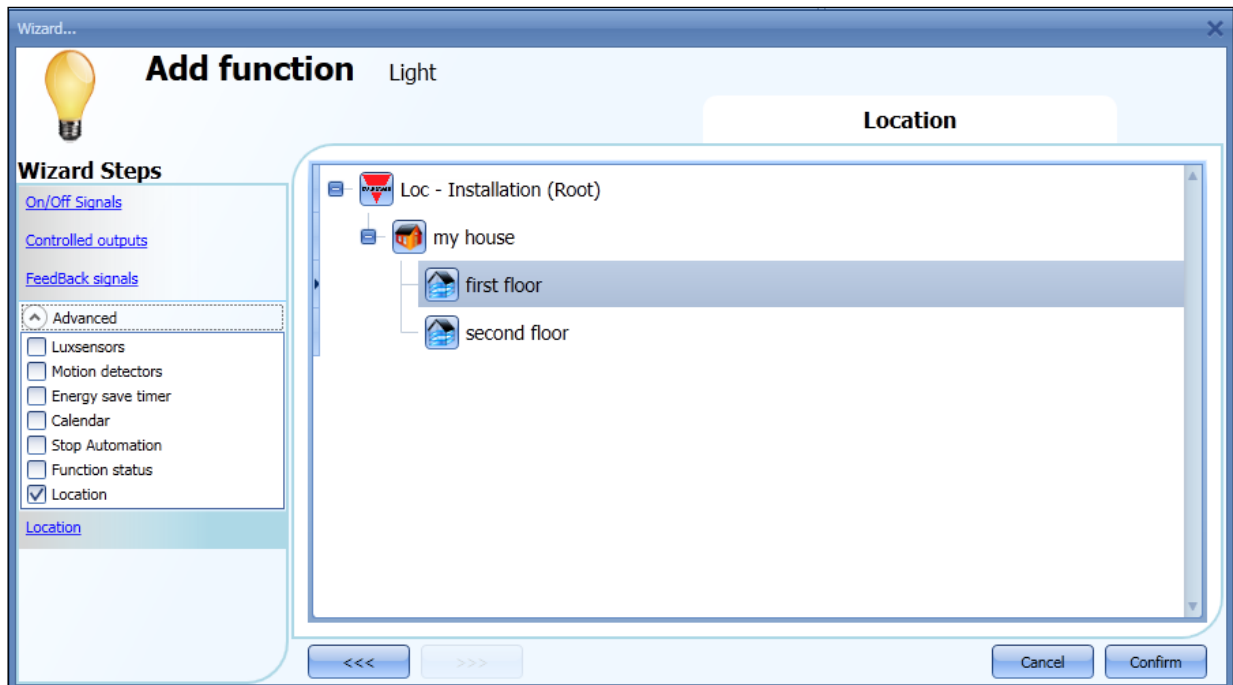 Wizard...
Add function Light
Location
Wizard Steps
On/Off Signals
Controlled outputs
FeedBack signals
Advanced
Luxsensors
Motion detectors
Energy save timer
Calendar
Stop Automation
Function status
Location
Location
Loc - Installation (Root)
my house
first floor
second floor
<<<
>>>
Cancel
Confirm